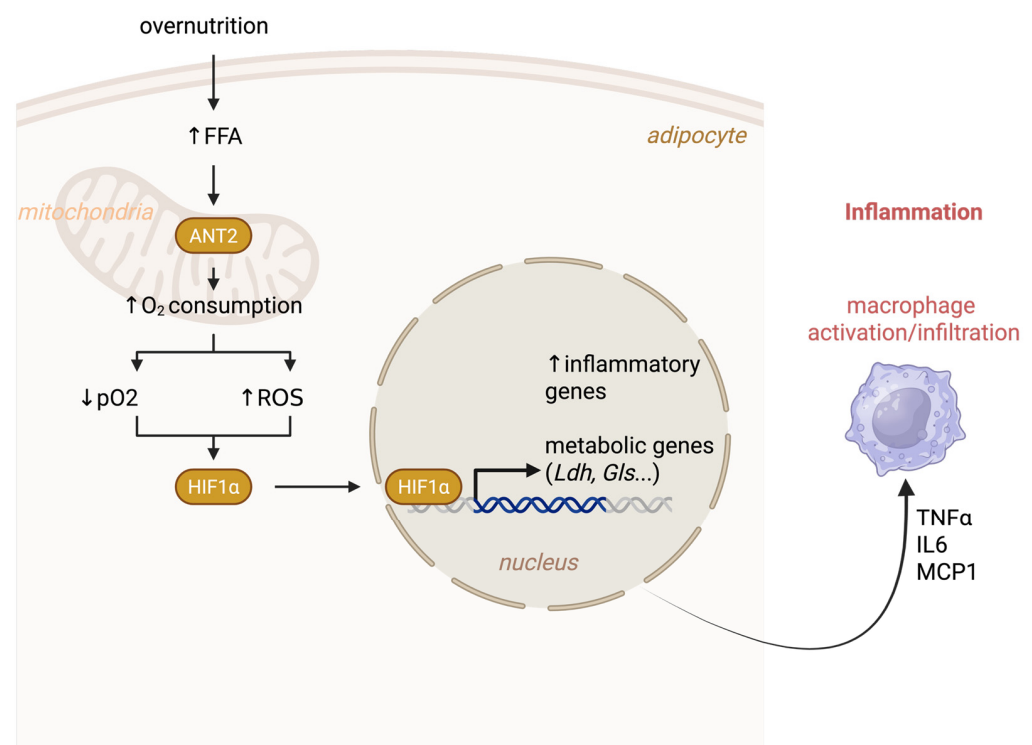 overnutrition
↑FFA
adipocyte
mitochondria
ANT2
↑O₂ consumption
↓pO2
↑ROS
HIF1α
HIF1α
↑inflammatory
genes
metabolic genes
(Ldh, Gls...)
nucleus
Inflammation
macrophage
activation/infiltration
TNFα
IL6
MCP1